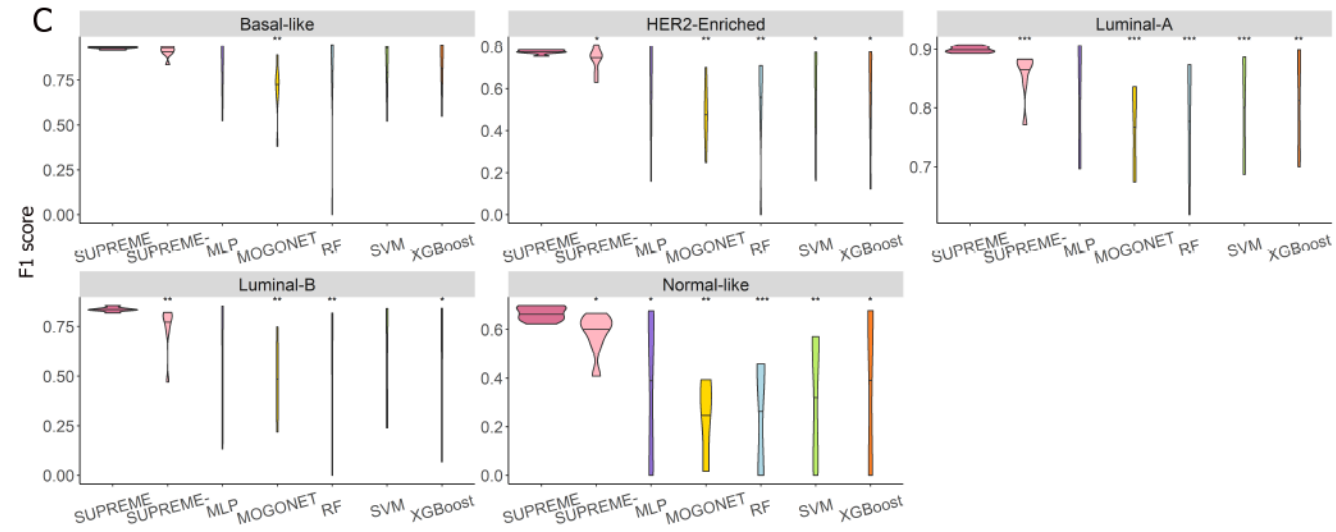 C
Basal-like
HER2-Enriched
Luminal-A
F1 score
0.75
0.50
0.25
0.00
**
SUPREME
SUPREME-
MLP
MOGONET
RF
SVM
XGBoost
0.8
0.6
0.4
0.2
0.0
* ** ** * *
SUPREME
SUPREME-
MLP
MOGONET
RF
SVM
XGBoost
0.9
0.8
0.7
*** *** *** *** **
SUPREME
SUPREME-
MLP
MOGONET
RF
SVM
XGBoost
Luminal-B
Normal-like
0.75
0.50
0.25
0.00
** ** ** *
SUPREME
SUPREME-
MLP
MOGONET
RF
SVM
XGBoost
0.6
0.4
0.2
0.0
* * ** *** ** *
SUPREME
SUPREME-
MLP
MOGONET
RF
SVM
XGBoost